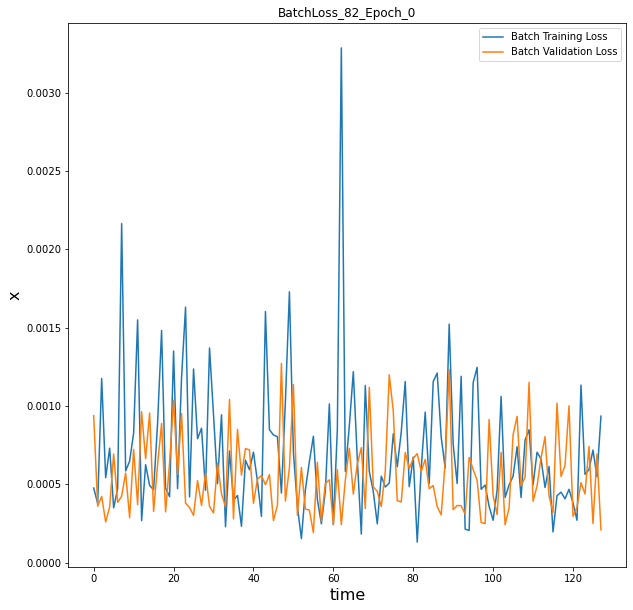 BatchLoss_82_Epoch_0
Batch Training Loss
Batch Validation Loss
0.0030
0.0025
0.0020
0.0015
0.0010
0.0005
0.0000
x
0 20 40 60 80 100 120
time